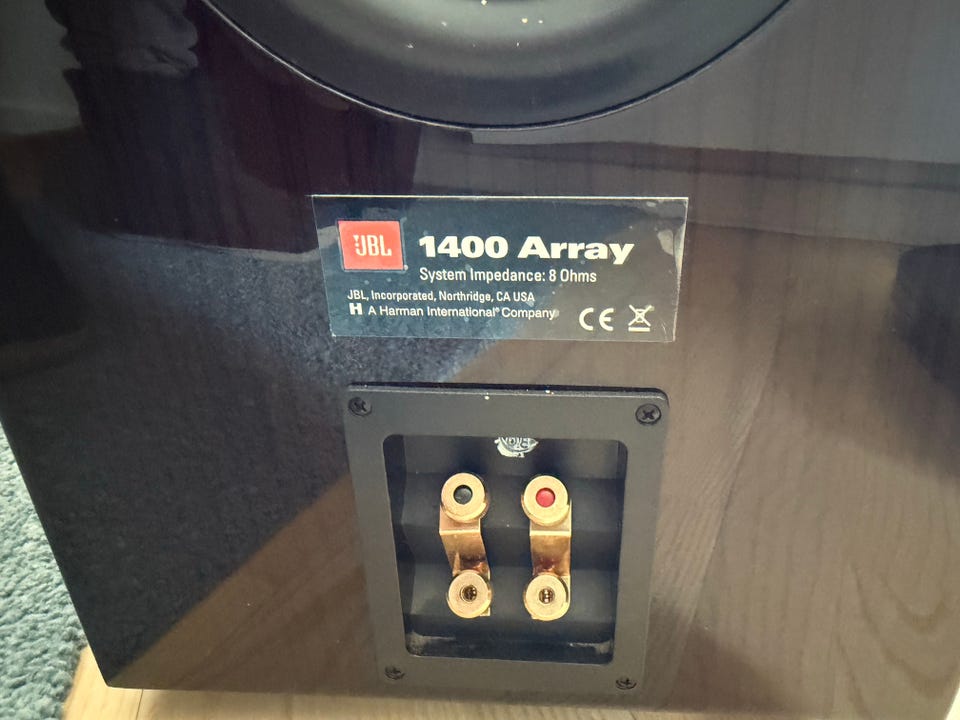 JBL
1400 Array
System Impedance: 8 Ohms
JBL, Incorporated, Northridge, CA USA
H A Harman International® Company
CE